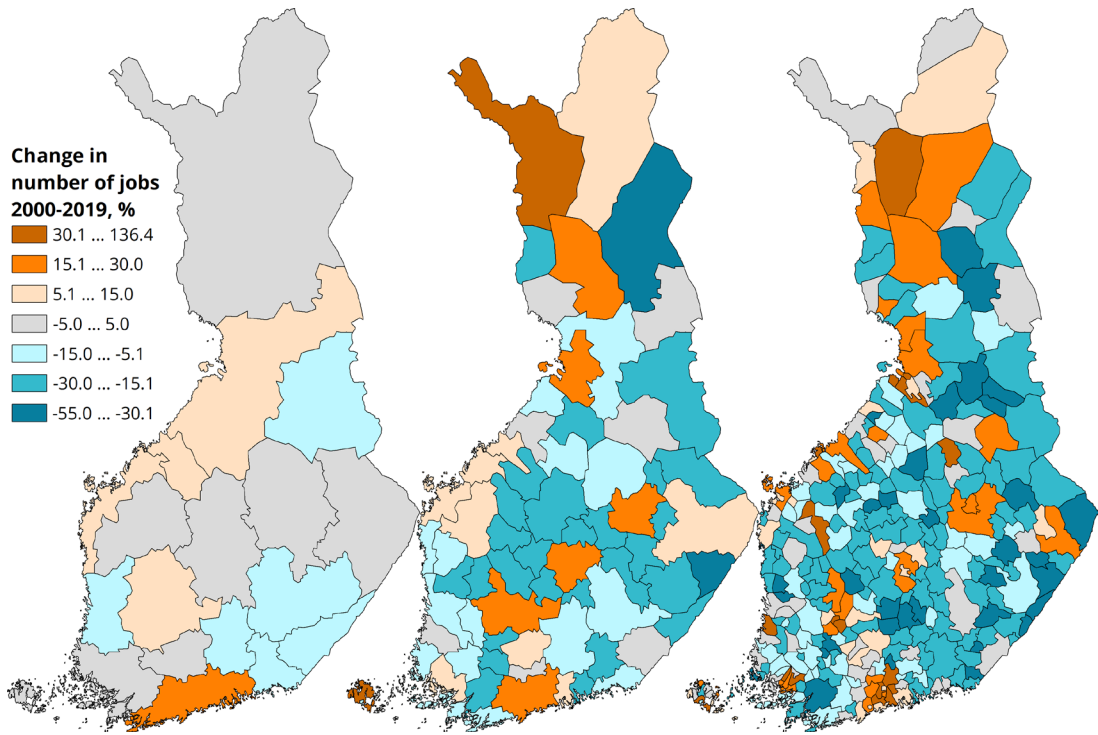 Change in
number of jobs
2000-2019, %
30.1 ... 136.4
15.1 ... 30.0
5.1 ... 15.0
-5.0 ... 5.0
-15.0 ... -5.1
-30.0 ... -15.1
-55.0 ... -30.1